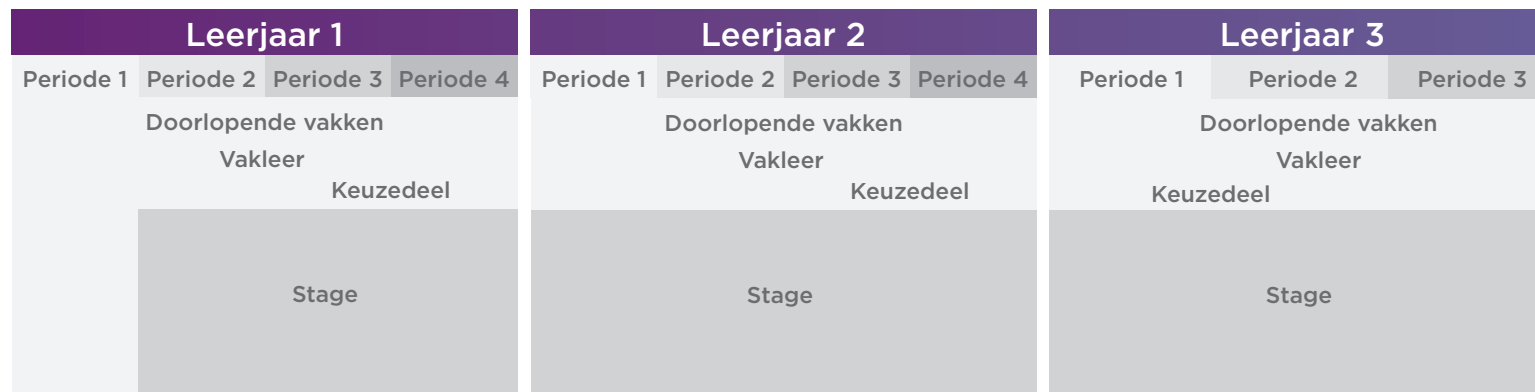 Leerjaar 1
Periode 1 Periode 2 Periode 3 Periode 4
Doorlopende vakken
Vakleer
Keuzedeel
Stage
Leerjaar 2
Periode 1 Periode 2 Periode 3 Periode 4
Doorlopende vakken
Vakleer
Keuzedeel
Stage
Leerjaar 3
Periode 1 Periode 2 Periode 3
Doorlopende vakken
Vakleer
Keuzedeel
Stage